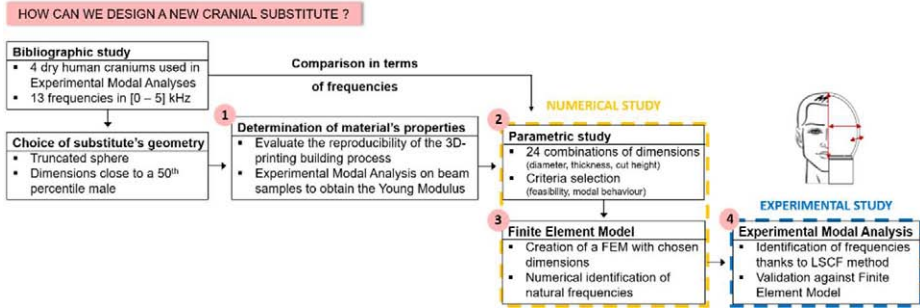 HOW CAN WE DESIGN A NEW CRANIAL SUBSTITUTE ?
Bibliographic study
▪ 4 dry human craniums used in
Experimental Modal Analyses
▪ 13 frequencies in [0 – 5] kHz
Comparison in terms
of frequencies
Choice of substitute's geometry
▪ Truncated sphere
▪ Dimensions close to a 50th
percentile male
1
Determination of material's properties
▪ Evaluate the reproducibility of the 3D-
printing building process
▪ Experimental Modal Analysis on beam
samples to obtain the Young Modulus
NUMERICAL STUDY
2
Parametric study
▪ 24 combinations of dimensions
(diameter, thickness, cut height)
▪ Criteria selection
(feasibility, modal behaviour)
3
Finite Element Model
▪ Creation of a FEM with chosen
dimensions
▪ Numerical identification of
natural frequencies
EXPERIMENTAL STUDY
4
Experimental Modal Analysis
▪ Identification of frequencies
thanks to LSCF method
▪ Validation against Finite
Element Model